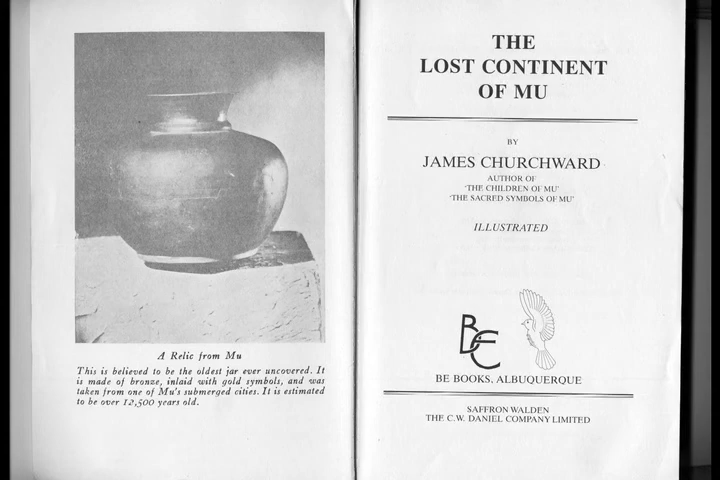 A Relic from Mu
This is believed to be the oldest jar ever uncovered. It
is made of bronze, inlaid with gold symbols, and was
taken from one of Mu's submerged cities. It is estimated
to be over 12,500 years old.
THE
LOST CONTINENT
OF MU
BY
JAMES CHURCHWARD
AUTHOR OF
'THE CHILDREN OF MU'
'THE SACRED SYMBOLS OF MU'
ILLUSTRATED
BE
BE BOOKS, ALBUQUERQUE
SAFFRON WALDEN
THE C.W. DANIEL COMPANY LIMITED